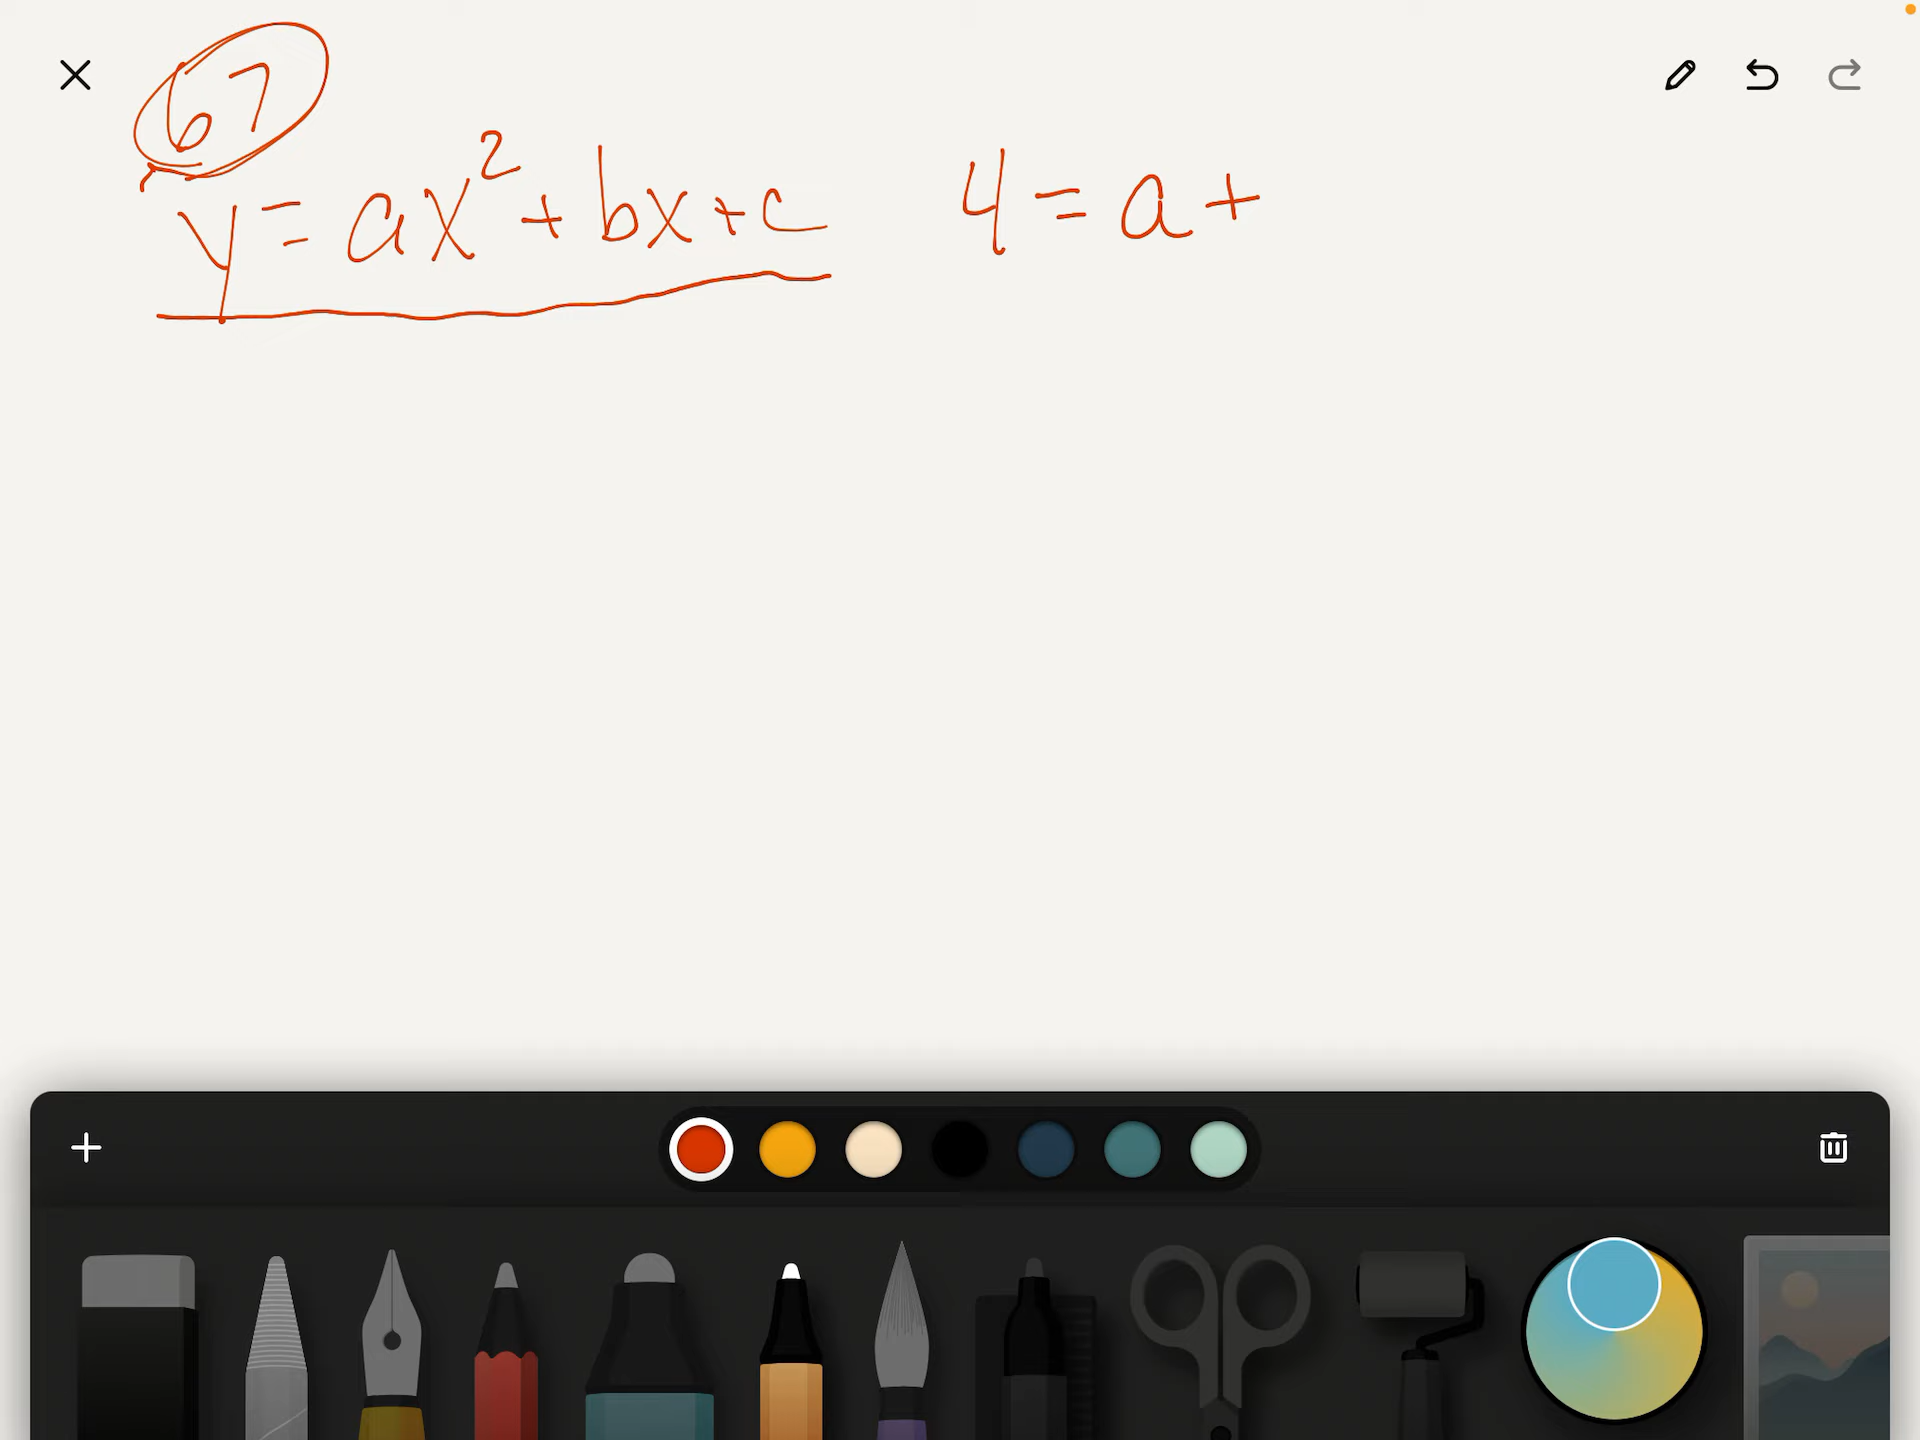 67
y = ax² + bx + c
4 = a +